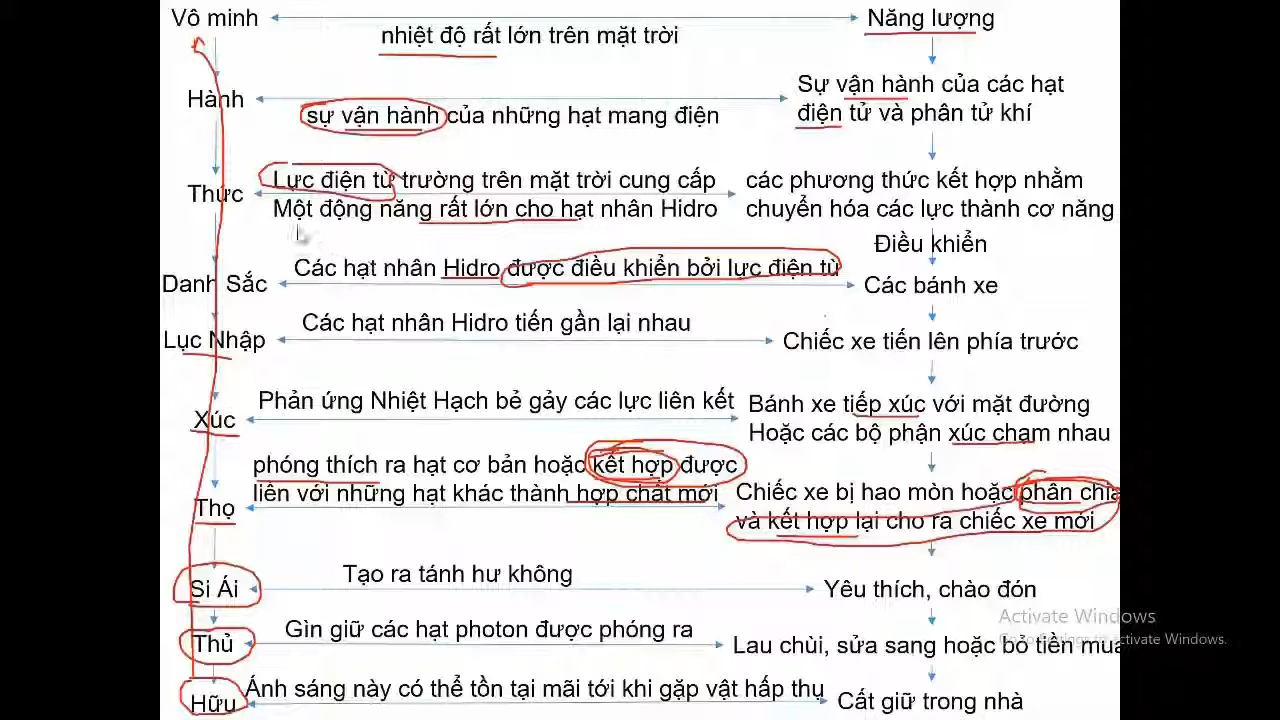 Vô minh
Năng lượng
nhiệt độ rất lớn trên mặt trời
Hành
Sự vận hành của các hạt
điện tử và phân tử khí
sự vận hành của những hạt mang điện
Thức
Lực điện từ trường trên mặt trời cung cấp
Một động năng rất lớn cho hạt nhân Hidro
các phương thức kết hợp nhằm
chuyển hóa các lực thành cơ năng
Điều khiển
Các hạt nhân Hidro được điều khiển bởi lực điện từ
Danh Sắc
Các bánh xe
Các hạt nhân Hidro tiến gần lại nhau
Lục Nhập
Chiếc xe tiến lên phía trước
Phản ứng Nhiệt Hạch bẻ gảy các lực liên kết
Xúc
Bánh xe tiếp xúc với mặt đường
Hoặc các bộ phận xúc chạm nhau
phóng thích ra hạt cơ bản hoặc kết hợp được
liên với những hạt khác thành hợp chất mới
Thọ
Chiếc xe bị hao mòn hoặc phân chia
và kết hợp lại cho ra chiếc xe mới
Si Ái
Tạo ra tánh hư không
Yêu thích, chào đón
Thủ
Gìn giữ các hạt photon được phóng ra
Lau chùi, sửa sang hoặc bỏ tiền mua
Hữu
Ánh sáng này có thể tồn tại mãi tới khi gặp vật hấp thụ
Cất giữ trong nhà
Activate Windows
Go to Settings to activate Windows.